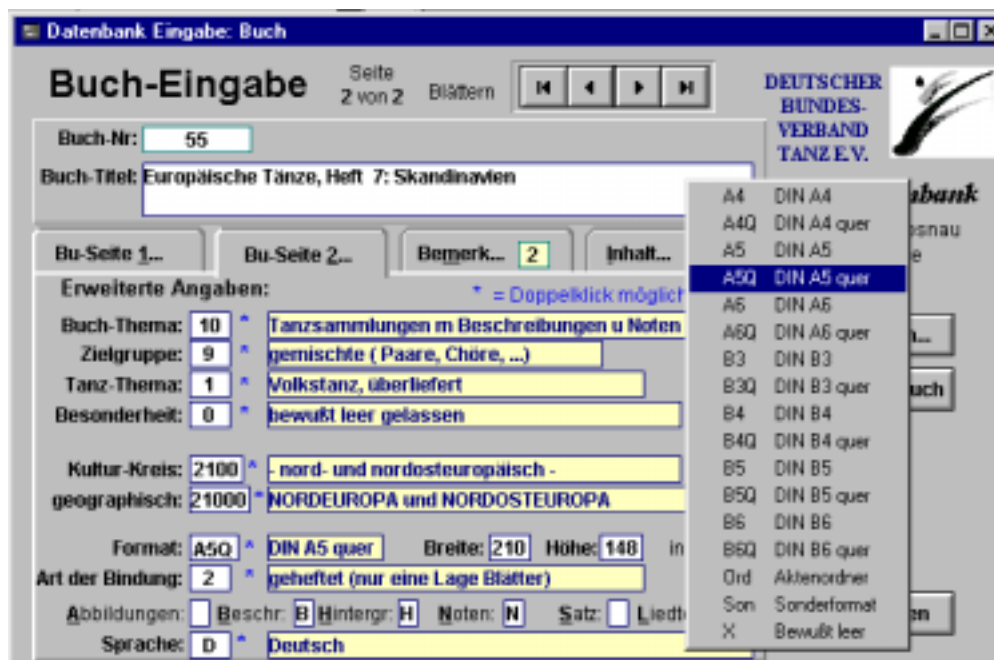 Datenbank Eingabe: Buch
Buch-Eingabe
Seite
2 von 2
Blättern
DEUTSCHER
BUNDES-
VERBAND
TANZ E.V.
Buch-Nr: 55
Buch-Titel: Europäische Tänze, Heft 7: Skandinavien
Bu-Seite 1...
Bu-Seite 2...
Bemerk... 2
Inhalt...
Erweiterte Angaben:
* = Doppelklick möglich
Buch-Thema: 10 * Tanzsammlungen m Beschreibungen u Noten
Zielgruppe: 9 * gemischte ( Paare, Chöre, ...)
Tanz-Thema: 1 * Volkstanz, überliefert
Besonderheit: 0 * bewußt leer gelassen
Kultur-Kreis: 2100 * - nord- und nordosteuropäisch -
geographisch: 21000 * NORDEUROPA und NORDOSTEUROPA
Format: A5Q * DIN A5 quer Breite: 210 Höhe: 148 in
Art der Bindung: 2 * geheftet (nur eine Lage Blätter)
Abbildungen: Beschr: B Hintergr: H Noten: N Satz: Liedt
Sprache: D * Deutsch
A4 DIN A4
A4Q DIN A4 quer
A5 DIN A5
A5Q DIN A5 quer
A6 DIN A6
A6Q DIN A6 quer
B3 DIN B3
B3Q DIN B3 quer
B4 DIN B4
B4Q DIN B4 quer
B5 DIN B5
B5Q DIN B5 quer
B6 DIN B6
B6Q DIN B6 quer
Ord Aktenordner
Son Sonderformat
X Bewußt leer